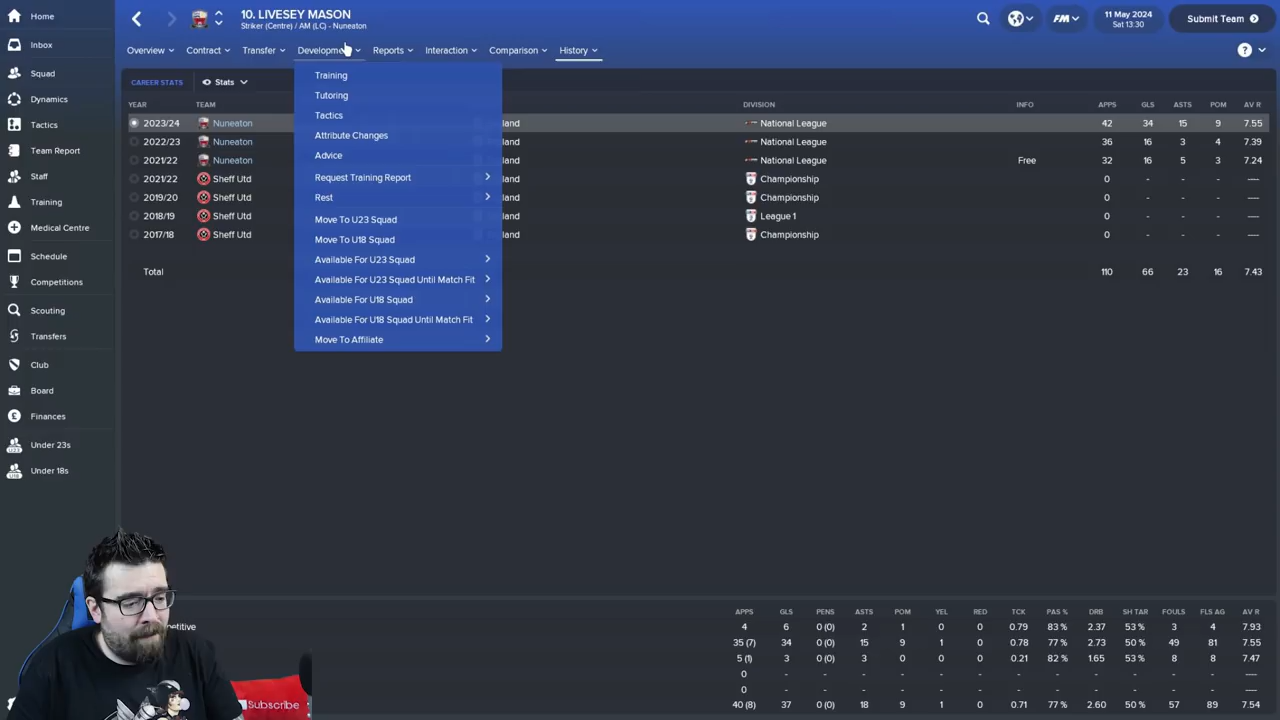 Home
Inbox
Squad
Dynamics
Tactics
Team Report
Staff
Training
Medical Centre
Schedule
Competitions
Scouting
Transfers
Club
Board
Finances
Under 23s
Under 18s
10. LIVESEY MASON
Striker (Centre) / AM (LC) - Nuneaton
FM
11 May 2024
Sat 13:30
Submit Team
Overview
Contract
Transfer
Developme
Reports
Interaction
Comparison
History
?
CAREER STATS
Stats
YEAR TEAM DIVISION INFO APPS GLS ASTS POM AV R
2023/24 Nuneaton land National League 42 34 15 9 7.55
2022/23 Nuneaton land National League 36 16 3 4 7.39
2021/22 Nuneaton land National League Free 32 16 5 3 7.24
2021/22 Sheff Utd land Championship 0 - - - ---
2019/20 Sheff Utd land Championship 0 - - - ---
2018/19 Sheff Utd land League 1 0 - - - ---
2017/18 Sheff Utd land Championship 0 - - - ---
Total 110 66 23 16 7.43
Training
Tutoring
Tactics
Attribute Changes
Advice
Request Training Report
Rest
Move To U23 Squad
Move To U18 Squad
Available For U23 Squad
Available For U23 Squad Until Match Fit
Available For U18 Squad
Available For U18 Squad Until Match Fit
Move To Affiliate
APPS GLS PENS ASTS POM YEL RED TCK PAS % DRB SH TAR FOULS FLS AG AV R
petitive 4 6 0 (0) 2 1 0 0 0.79 83 % 2.37 53 % 3 4 7.93
35 (7) 34 0 (0) 15 9 1 0 0.78 77 % 2.73 50 % 49 81 7.55
5 (1) 3 0 (0) 3 0 0 0 0.21 82 % 1.65 53 % 8 8 7.47
0 - - - - - - - - - - - - -
0 - - - - - - - - - - - - -
40 (8) 37 0 (0) 18 9 1 0 0.71 77 % 2.60 50 % 57 89 7.54
Subscribe